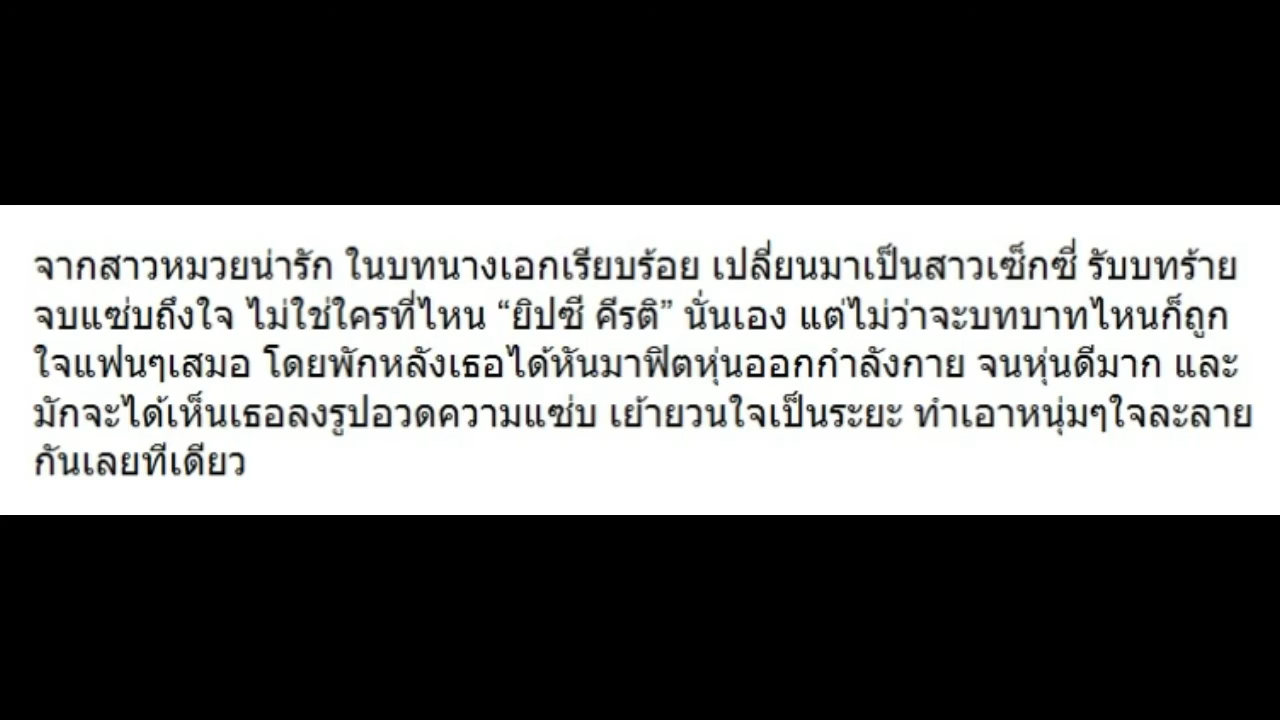 จากสาวหมวยน่ารัก ในบทนางเอกเรียบร้อย เปลี่ยนมาเป็นสาวเซ็กซี่ รับบทร้าย
จบแซ่บถึงใจ ไม่ใช่ใครที่ไหน “ยิปซี คีรติ” นั่นเอง แต่ไม่ว่าจะบทบาทไหนก็ถูก
ใจแฟนๆเสมอ โดยพักหลังเธอได้หันมาฟิตหุ่นออกกำลังกาย จนหุ่นดีมาก และ
มักจะได้เห็นเธอลงรูปอวดความแซ่บ เย้ายวนใจเป็นระยะ ทำเอาหนุ่มๆใจละลาย
กันเลยทีเดียว